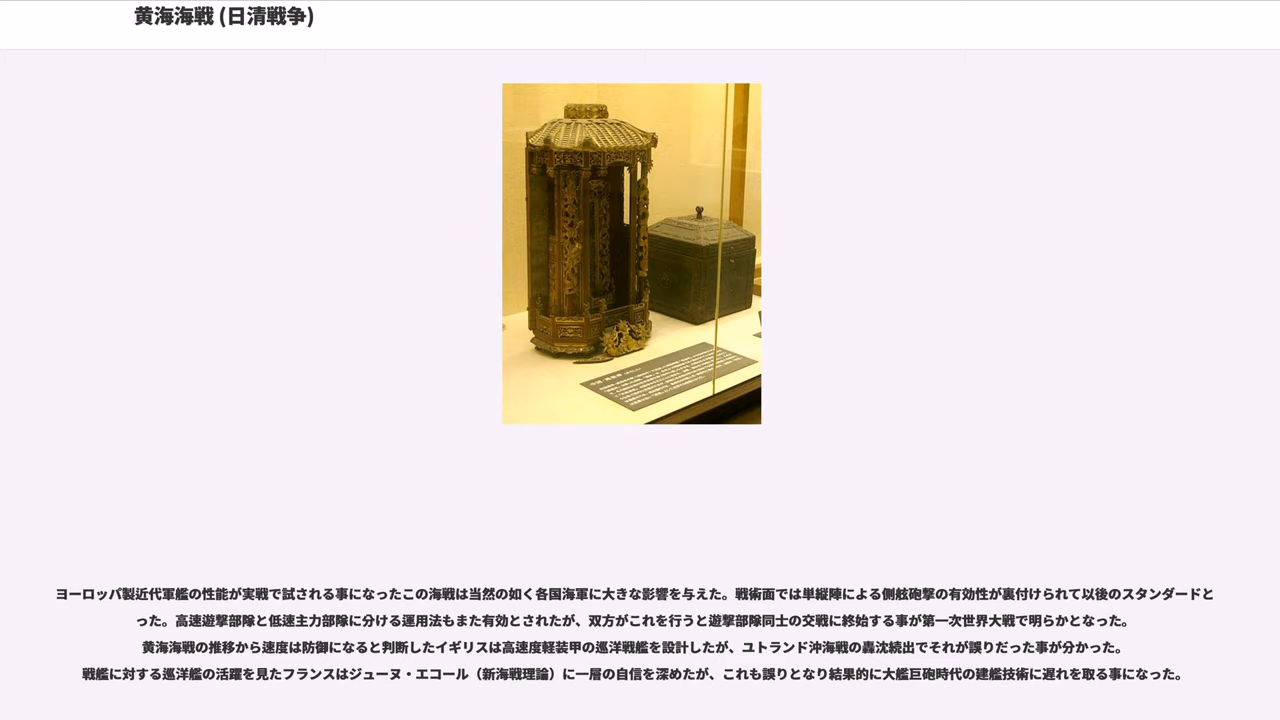 黄海海戦 (日清戦争)
ヨーロッパ製近代軍艦の性能が実戦で試される事になったこの海戦は当然の如く各国海軍に大きな影響を与えた。戦術面では単縦陣による側舷砲撃の有効性が裏付けられて以後のスタンダードと
った。高速遊撃部隊と低速主力部隊に分ける運用法もまた有効とされたが、双方がこれを行うと遊撃部隊同士の交戦に終始する事が第一次世界大戦で明らかとなった。
黄海海戦の推移から速度は防御になると判断したイギリスは高速度軽装甲の巡洋戦艦を設計したが、ユトランド沖海戦の轟沈続出でそれが誤りだった事が分かった。
戦艦に対する巡洋艦の活躍を見たフランスはジューヌ・エコール（新海戦理論）に一層の自信を深めたが、これも誤りとなり結果的に大艦巨砲時代の建艦技術に遅れを取る事になった。